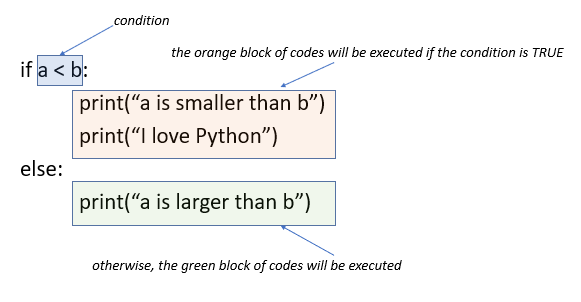 condition
the orange block of codes will be executed if the condition is TRUE
if a < b:
print(“a is smaller than b”)
print(“I love Python”)
else:
print(“a is larger than b”)
otherwise, the green block of codes will be executed